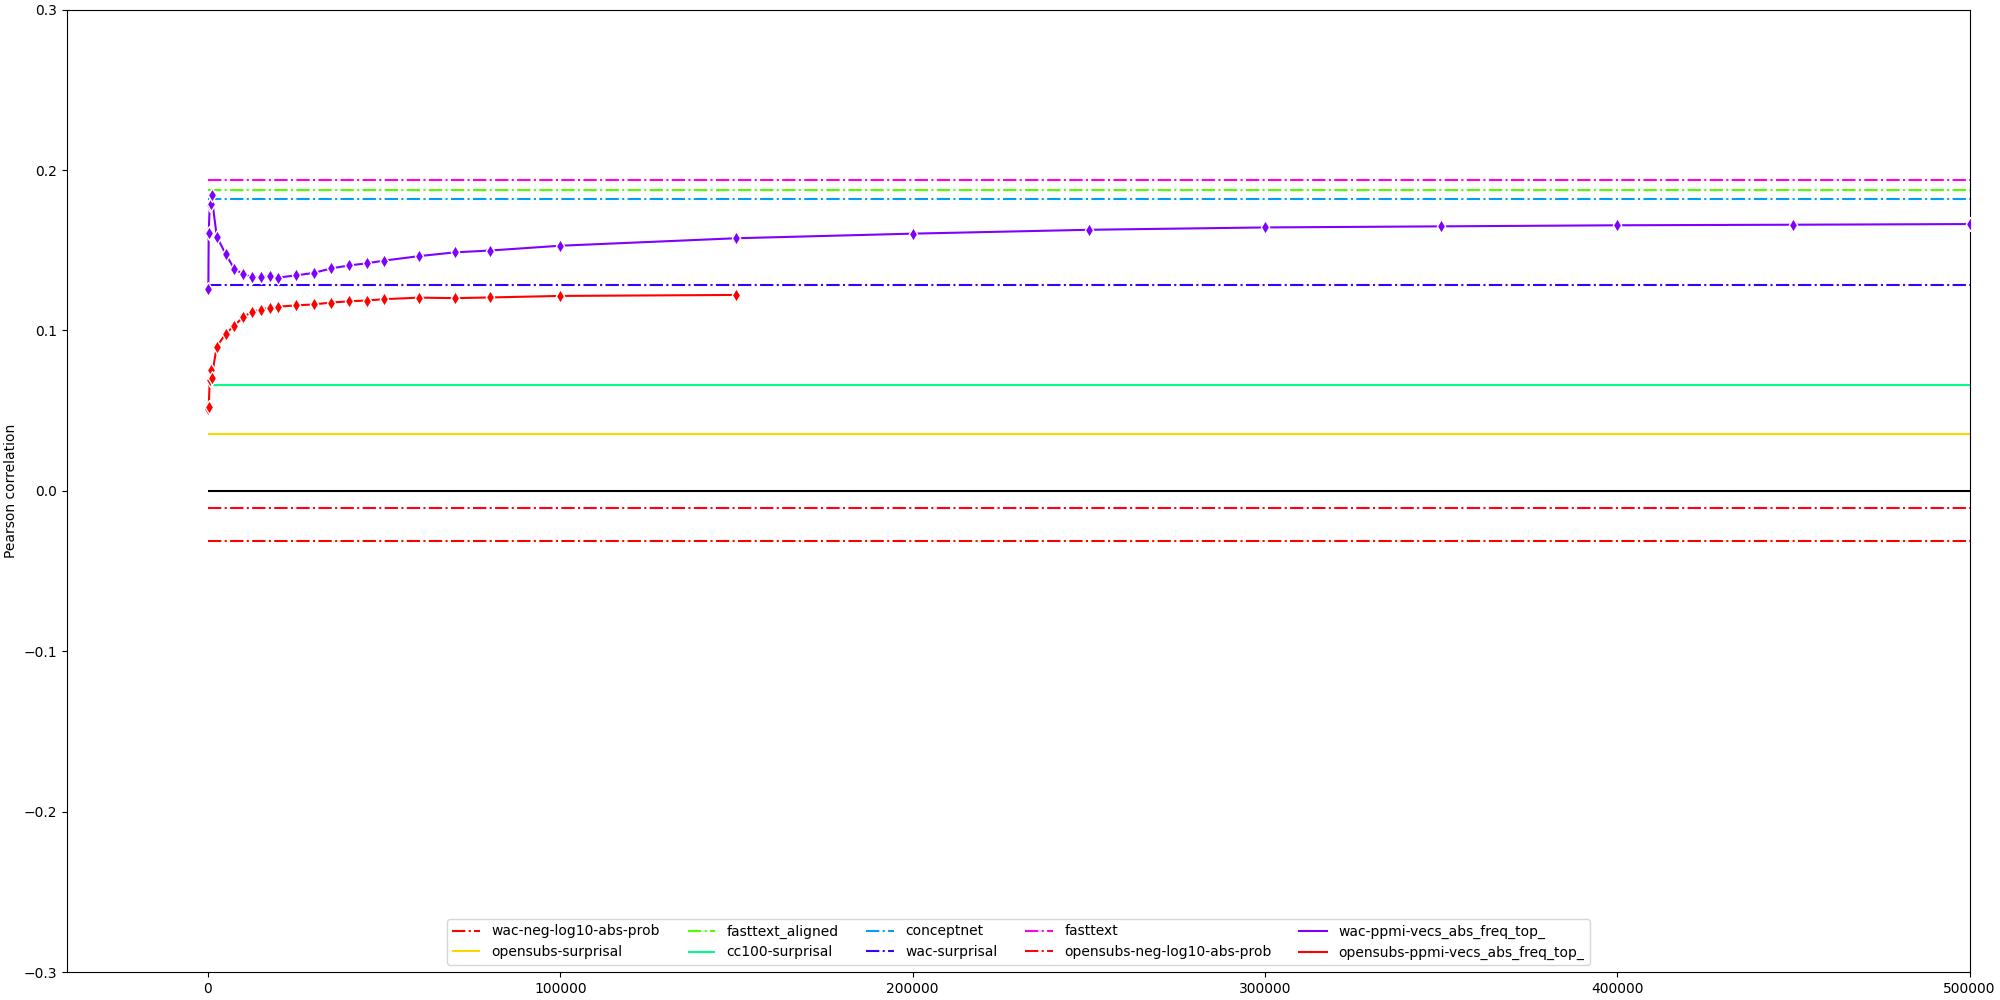 0.3
0.2
0.1
0.0
−0.1
−0.2
−0.3
Pearson correlation
wac-neg-log10-abs-prob fasttext_aligned conceptnet fasttext wac-ppmi-vecs_abs_freq_top_
opensubs-surprisal cc100-surprisal wac-surprisal opensubs-neg-log10-abs-prob opensubs-ppmi-vecs_abs_freq_top_
0 100000 200000 300000 400000 500000